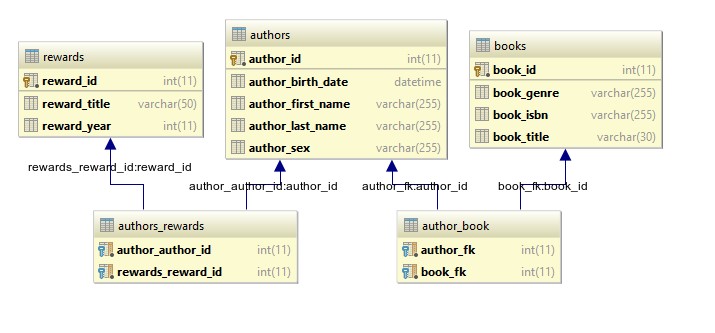 rewards
reward_id int(11)
reward_title varchar(50)
reward_year int(11)
authors
author_id int(11)
author_birth_date datetime
author_first_name varchar(255)
author_last_name varchar(255)
author_sex varchar(255)
books
book_id int(11)
book_genre varchar(255)
book_isbn varchar(255)
book_title varchar(30)
rewards_reward_id:reward_id
author_author_id:author_id
author_fk:author_id
book_fk:book_id
authors_rewards
author_author_id int(11)
rewards_reward_id int(11)
author_book
author_fk int(11)
book_fk int(11)